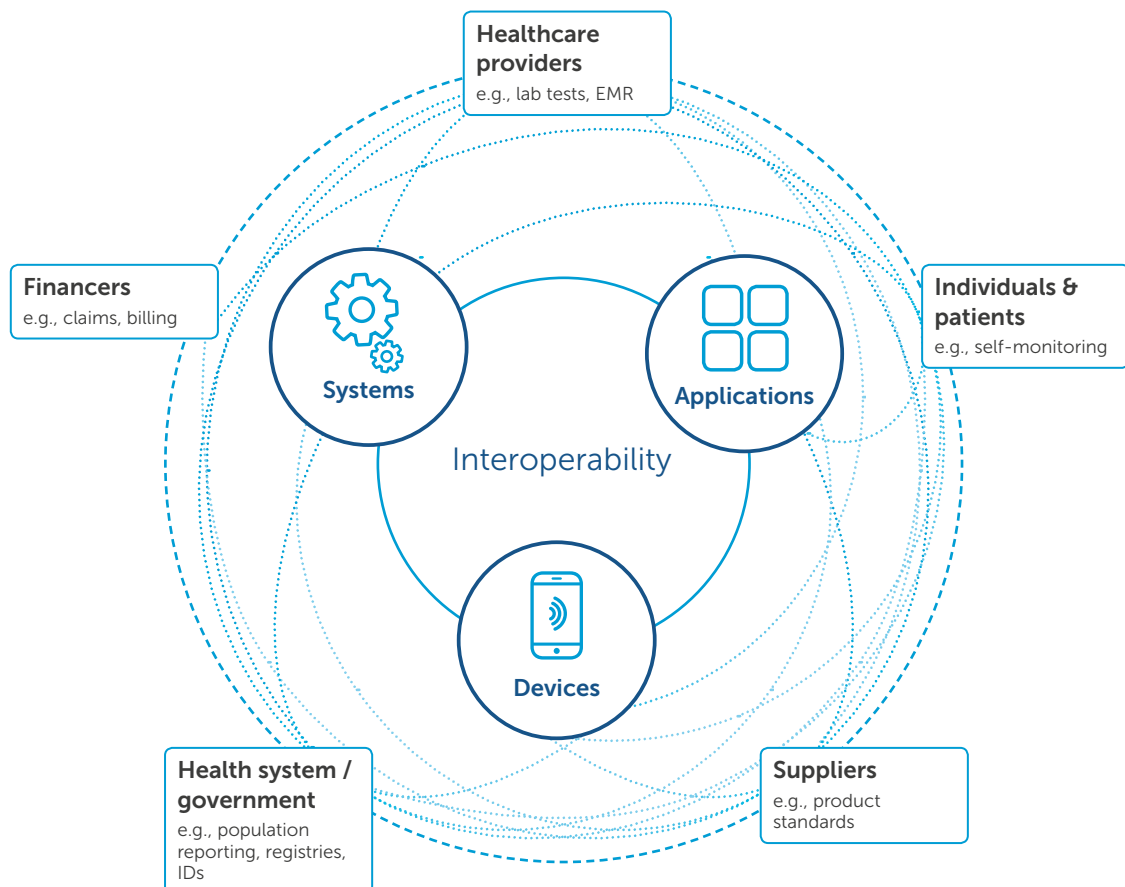 Healthcare
providers
e.g., lab tests, EMR
Financers
e.g., claims, billing
Individuals &
patients
e.g., self-monitoring
Systems
Applications
Interoperability
Devices
Health system /
government
e.g., population
reporting, registries,
IDs
Suppliers
e.g., product
standards